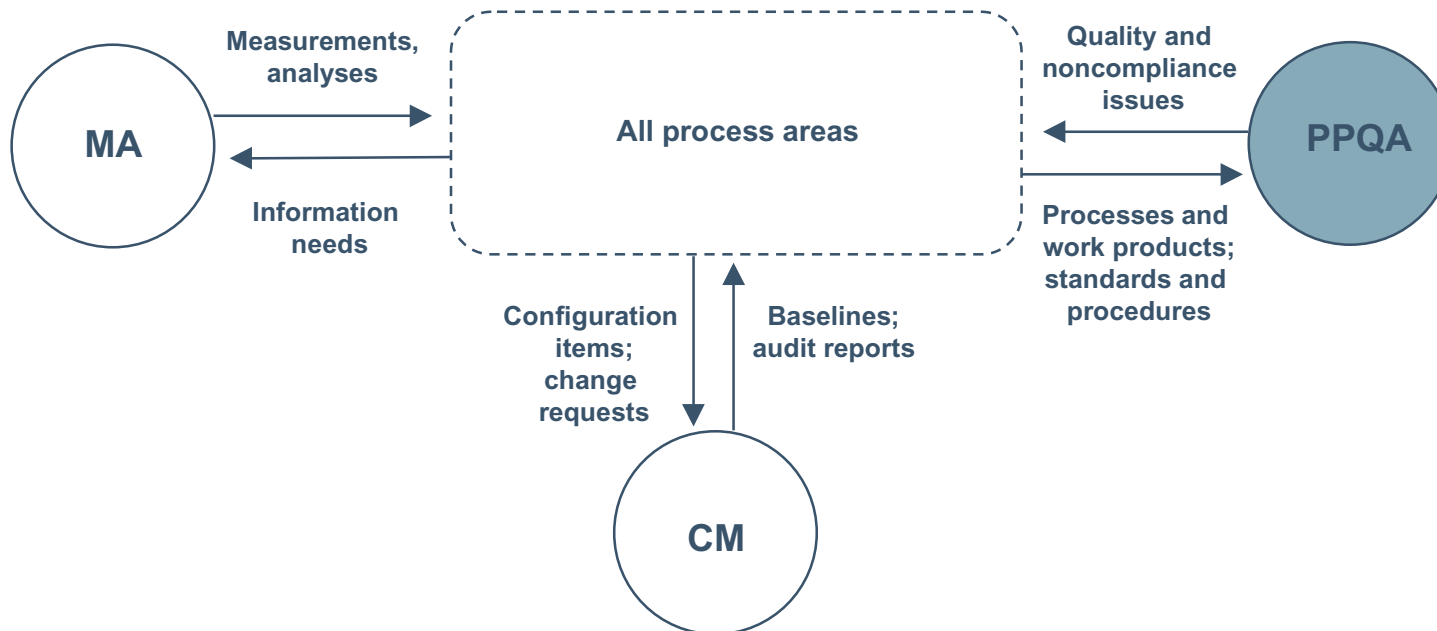 Measurements,
analyses
MA
Information
needs
All process areas
Quality and
noncompliance
issues
PPQA
Processes and
work products;
standards and
procedures
Configuration
items;
change
requests
Baselines;
audit reports
CM